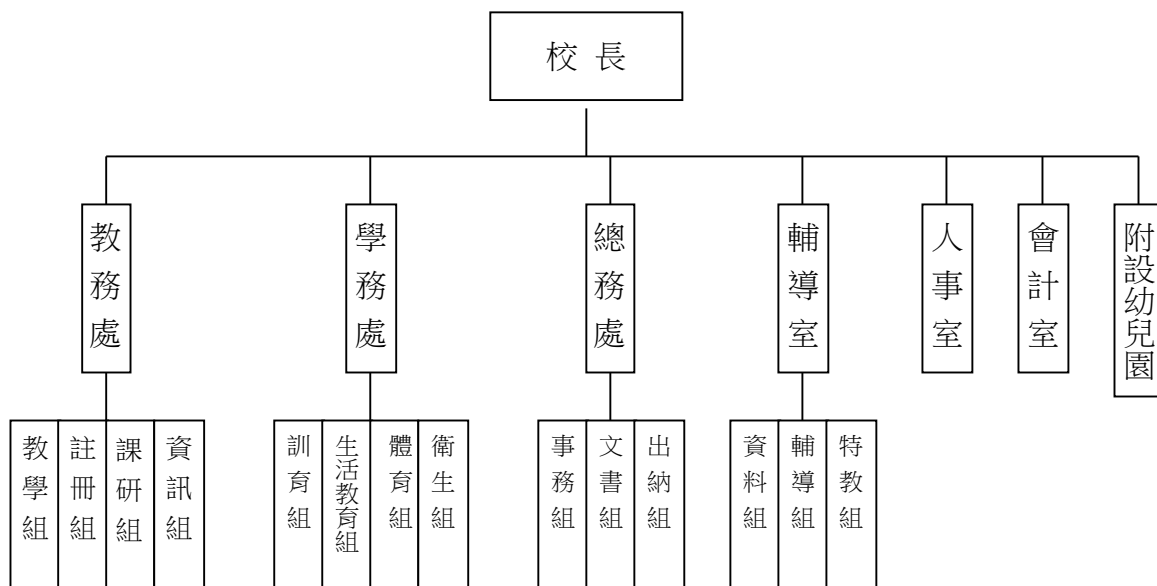 校長
教務處
學務處
總務處
輔導室
人事室
會計室
附設幼兒園
教學組
註冊組
課研組
資訊組
訓育組
生活教育組
體育組
衛生組
事務組
文書組
出納組
資料組
輔導組
特教組